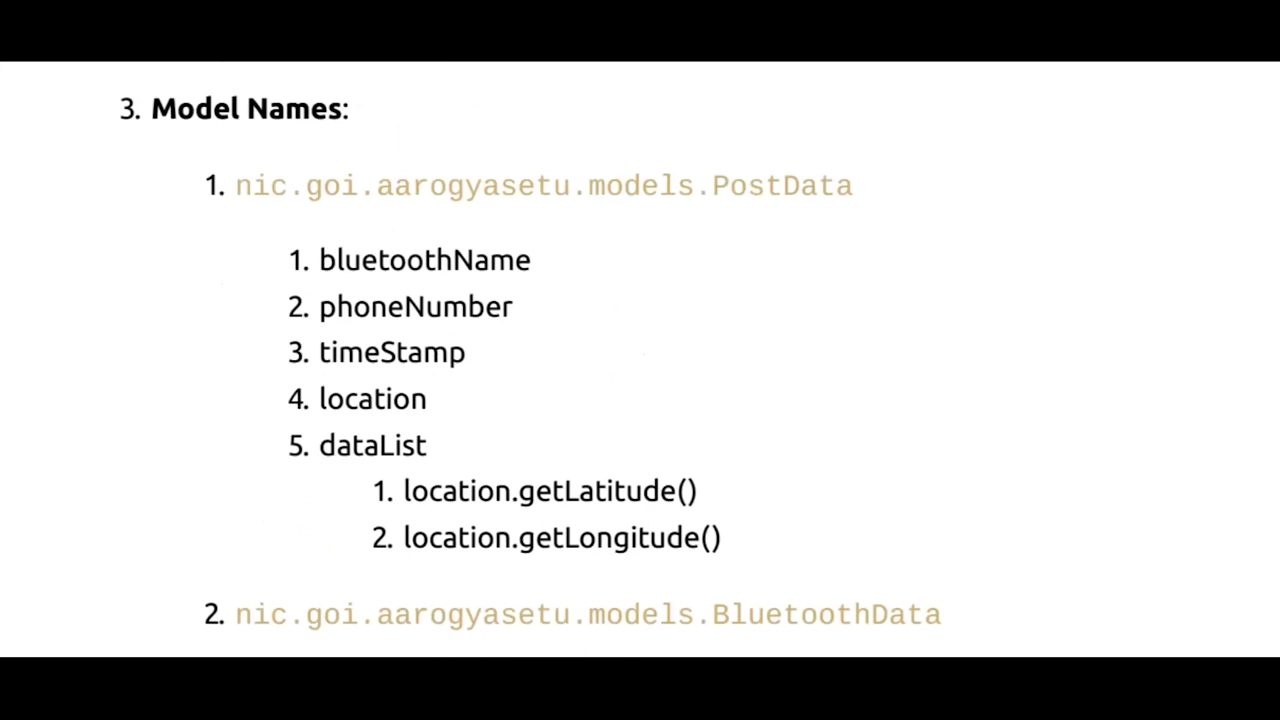 3. Model Names:
1. nic.goi.aarogyasetu.models.PostData
1. bluetoothName
2. phoneNumber
3. timeStamp
4. location
5. dataList
1. location.getLatitude()
2. location.getLongitude()
2. nic.goi.aarogyasetu.models.BluetoothData